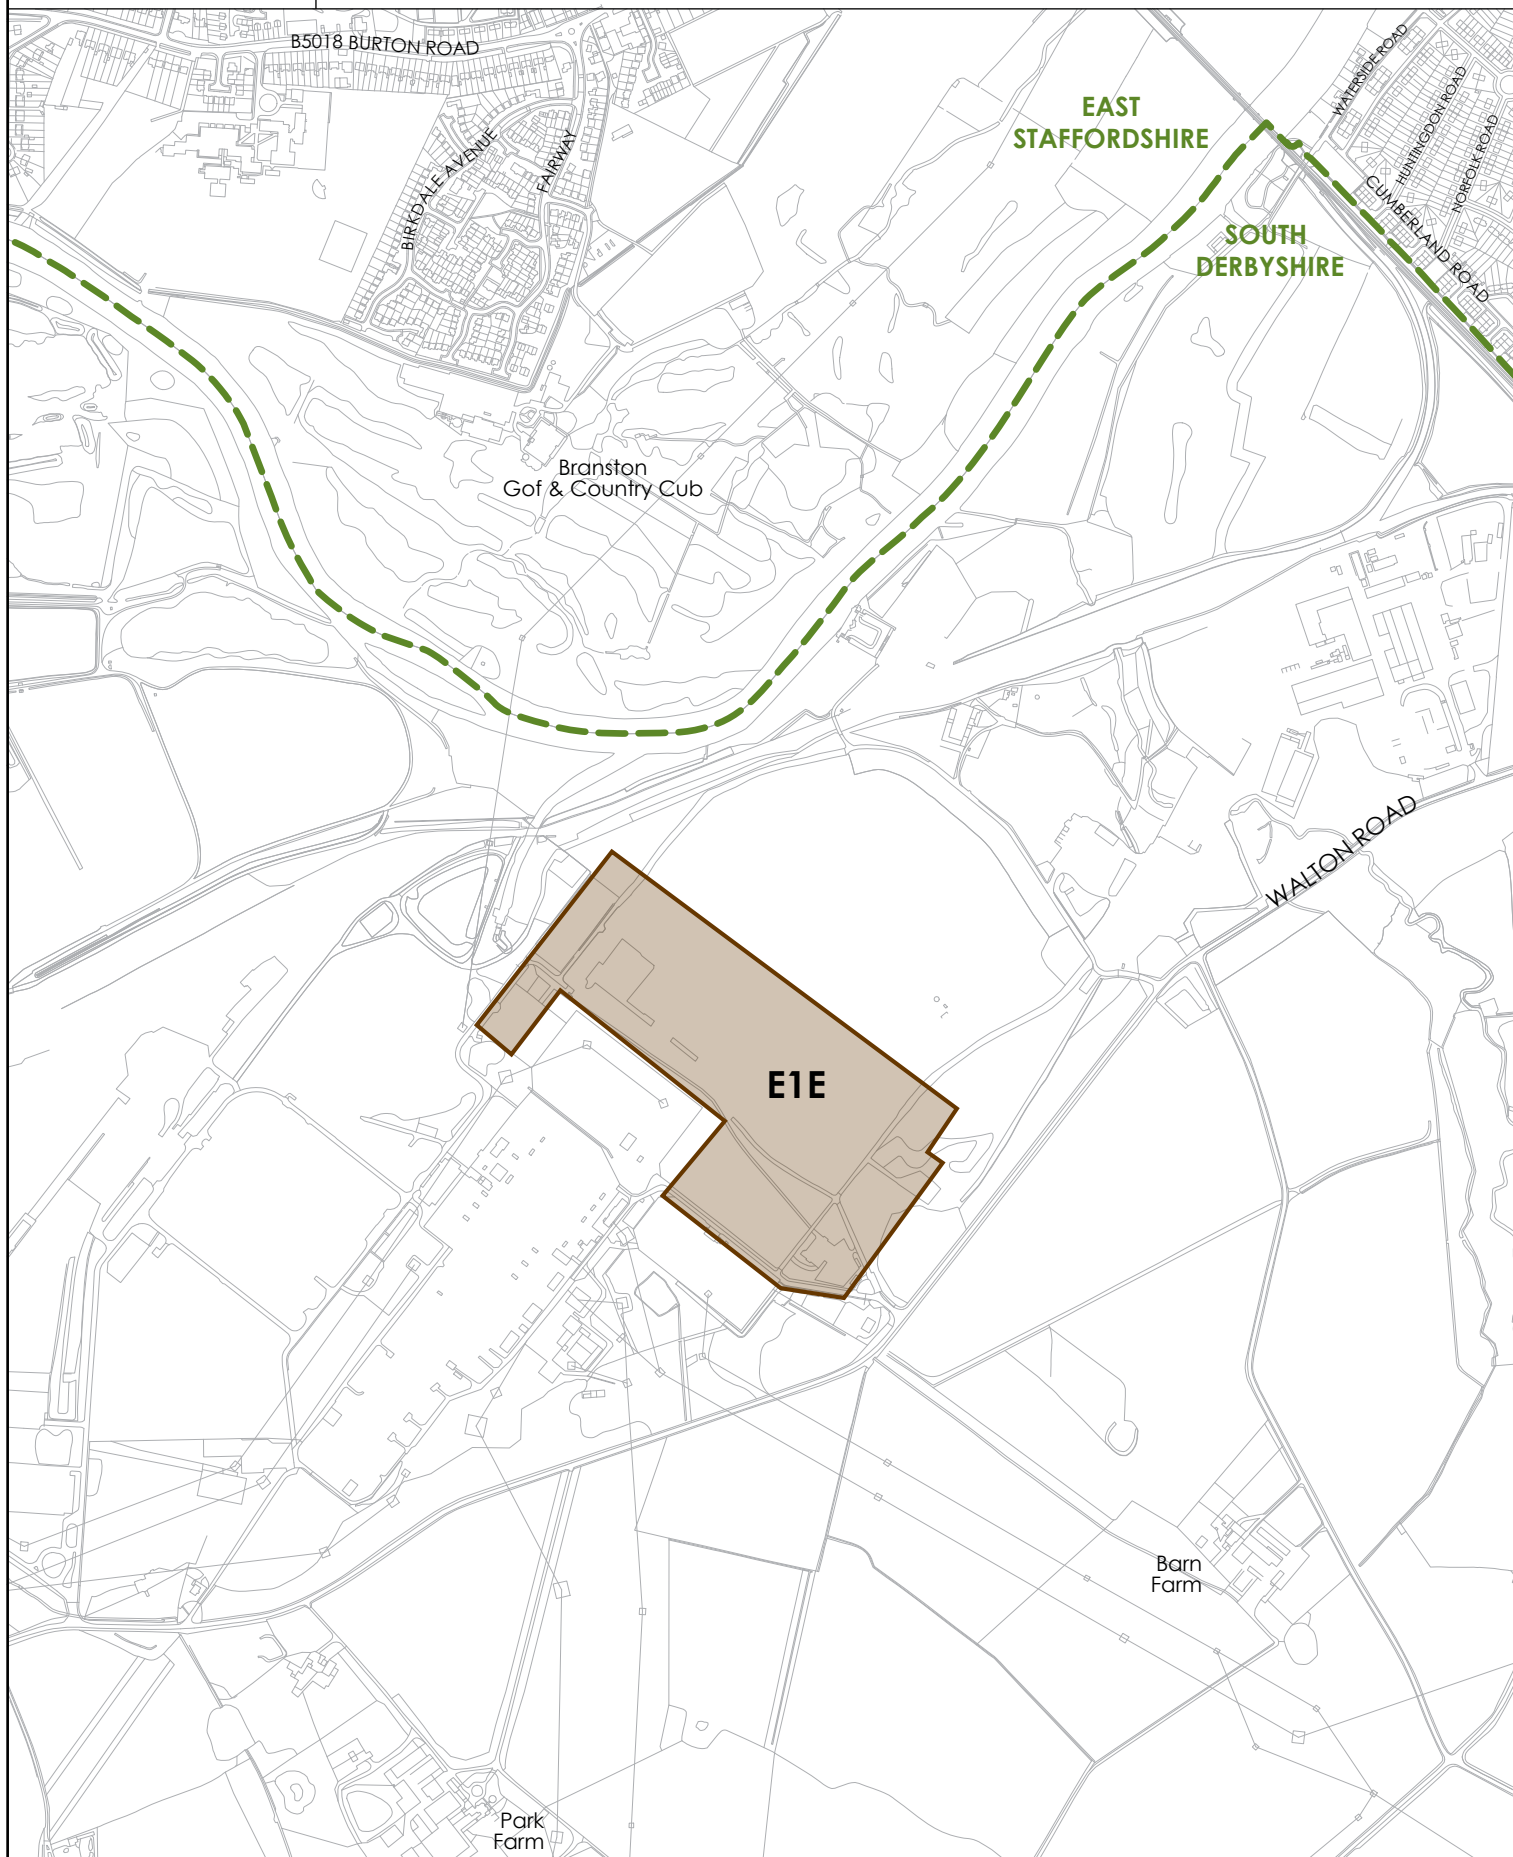 B5018 BURTON ROAD
WATERSIDE ROAD
HUNTINGDON ROAD
NORFOLK ROAD
EAST
STAFFORDSHIRE
BIRKDALE AVENUE
FAIRWAY
CUMBERLAND ROAD
SOUTH
DERBYSHIRE
Branston
Gof & Country Cub
WALTON ROAD
E1E
Barn
Farm
Park
Farm